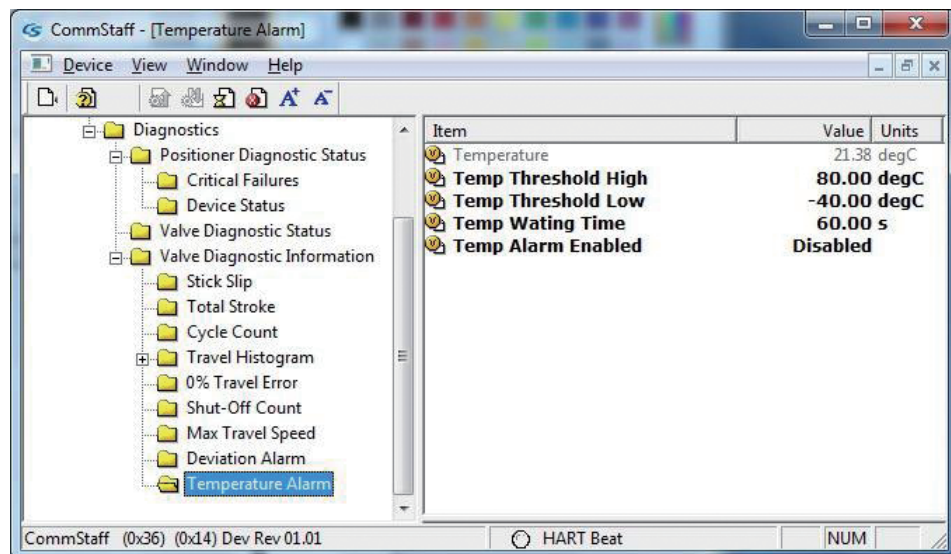 CommStaff - [Temperature Alarm]
Device View Window Help
Diagnostics
Positioner Diagnostic Status
Critical Failures
Device Status
Valve Diagnostic Status
Valve Diagnostic Information
Stick Slip
Total Stroke
Cycle Count
Travel Histogram
0% Travel Error
Shut-Off Count
Max Travel Speed
Deviation Alarm
Temperature Alarm
Item Value Units
Temperature 21.38 degC
Temp Threshold High 80.00 degC
Temp Threshold Low -40.00 degC
Temp Wating Time 60.00 s
Temp Alarm Enabled Disabled
CommStaff (0x36) (0x14) Dev Rev 01.01 HART Beat NUM